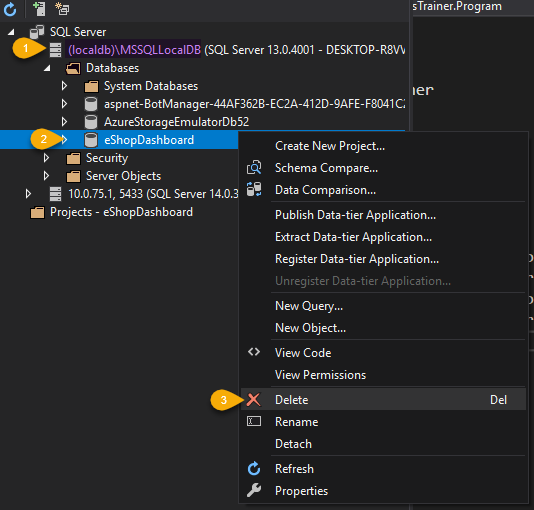 sTrainer.Program
SQL Server
1
(localdb)\MSSQLLocalDB (SQL Server 13.0.4001 - DESKTOP-R8VV
Databases
System Databases
aspnet-BotManager-44AF362B-EC2A-412D-9AFE-F8041C2
AzureStorageEmulatorDb52
2
eShopDashboard
Security
Server Objects
10.0.75.1, 5433 (SQL Server 14.0.3
Projects - eShopDashboard
Create New Project...
Schema Compare...
Data Comparison...
Publish Data-tier Application...
Extract Data-tier Application...
Register Data-tier Application...
Unregister Data-tier Application...
New Query...
New Object...
View Code
View Permissions
3
Delete Del
Rename
Detach
Refresh
Properties